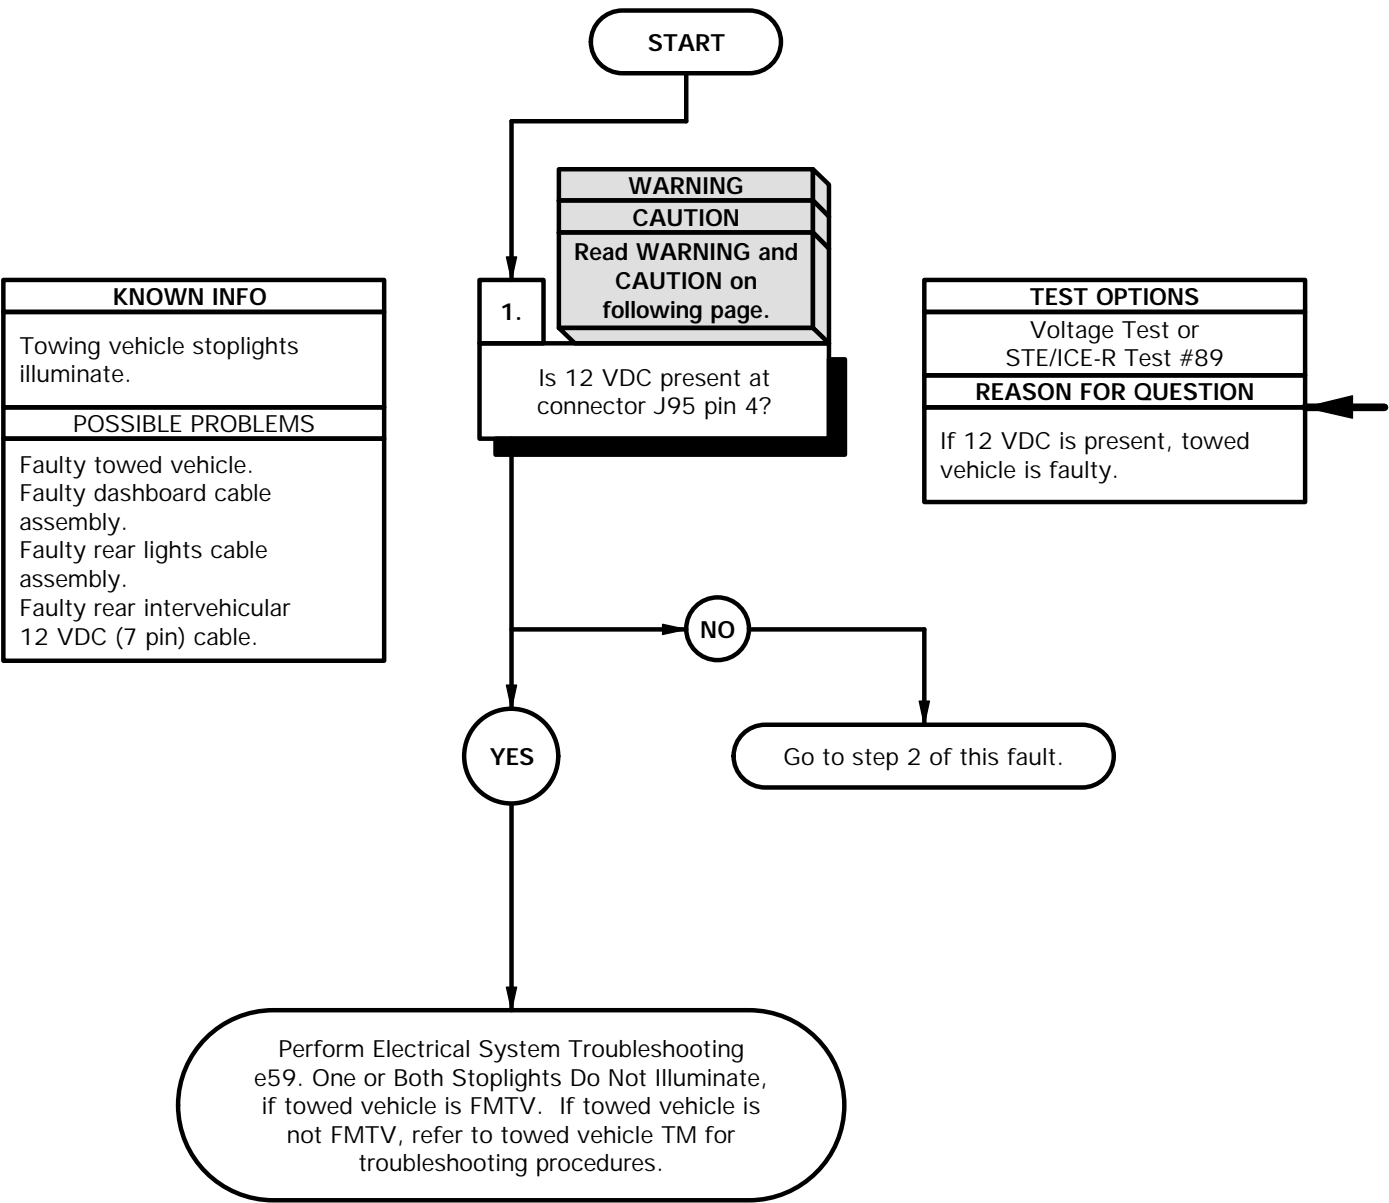 START
WARNING
CAUTION
Read WARNING and
CAUTION on
following page.
KNOWN INFO
Towing vehicle stoplights
illuminate.
POSSIBLE PROBLEMS
Faulty towed vehicle.
Faulty dashboard cable
assembly.
Faulty rear lights cable
assembly.
Faulty rear intervehicular
12 VDC (7 pin) cable.
1.
Is 12 VDC present at
connector J95 pin 4?
TEST OPTIONS
Voltage Test or
STE/ICE-R Test #89
REASON FOR QUESTION
If 12 VDC is present, towed
vehicle is faulty.
NO
YES
Go to step 2 of this fault.
Perform Electrical System Troubleshooting
e59. One or Both Stoplights Do Not Illuminate,
if towed vehicle is FMTV.  If towed vehicle is
not FMTV, refer to towed vehicle TM for
troubleshooting procedures.